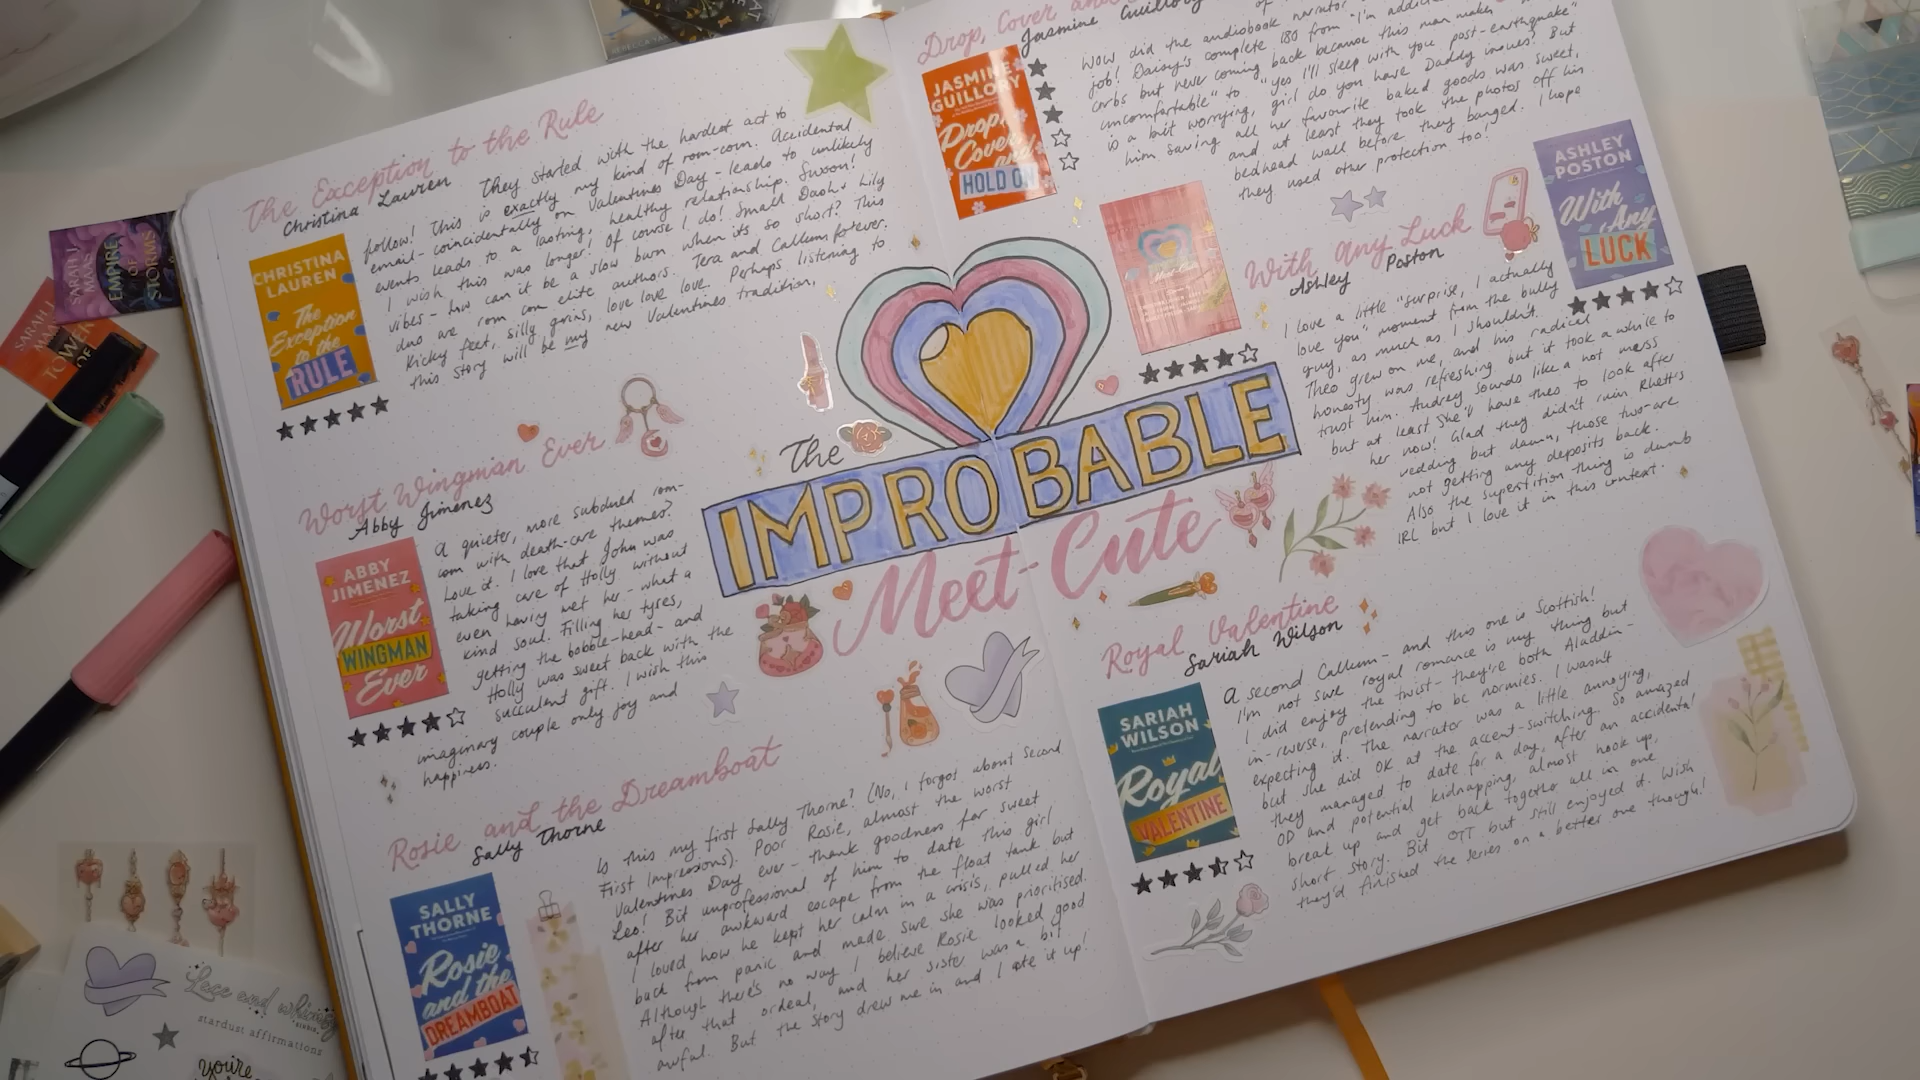 The Exception to the Rule
Christina Lauren
They started with the hardest act to
follow! This is exactly my kind of rom-com. Accidental
email - coincidentally on Valentines Day - leads to unlikely
events leads to a lasting, healthy relationship. Swoon!
I wish this was longer! Of course I do! Small Dash + Lily
vibes - how can it be a slow burn when its so short? This
duo are rom com elite authors. Tera and Callum forever.
Kicky feet, silly grins, love love love. Perhaps listening to
this story will be my new Valentines tradition.
CHRISTINA
LAUREN
The
Exception
to the
RULE
Worst Wingman Ever
Abby Jimenez
A quieter, more subdued rom-
com with death-care themes?
Love it. I love that John was
taking care of Holly without
even having met her - what a
kind soul. Filling her tyres,
getting the bobble-head - and
Holly was sweet back with the
succulent gift. I wish this
imaginary couple only joy and
happiness.
ABBY
JIMENEZ
Worst
WINGMAN
Ever
Rosie and the Dreamboat
Sally Thorne
Is this my first Sally Thorne? (No, I forgot about Second
First Impressions). Poor Rosie, almost the worst
Valentines Day ever - thank goodness for sweet
Leo! Bit unprofessional of him to date this girl
after her awkward escape from the float tank but
I loved how he kept her calm in a crisis, pulled her
back from panic and made sure she was prioritised.
Although there's no way I believe Rosie looked good
after that ordeal, and her sister was a bit
awful. But the story drew me in and I ate it up!
SALLY
THORNE
Rosie
and the
DREAMBOAT
The
IMPROBABLE
Meet-Cute
Drop, Cover and
Jasmine Guillory
Wow did the audiobook narrator
job! Daisy's complete 180 from "I'm
carbs but never coming back because this man makes
uncomfortable" to "yes I'll sleep with you post-earthquake"
is a bit worrying, girl do you have Daddy issues? But
him saving all her favourite baked goods was sweet,
and at least they took the photos off his
bedhead wall before they banged. I hope
they used other protection too!
JASMINE
GUILLORY
Drop,
Cover
and
HOLD ON
With Any Luck
Ashley Poston
I love a little "surprise, I actually
love you" moment from the bully
guy, as much as I shouldn't.
Theo grew on me, and his radical
honesty was refreshing but it took a while to
trust him. Audrey sounds like a hot mess
but at least she'll have theo to look after
her now! Glad they didn't ruin Rhett's
wedding but damn, those two are
not getting any deposits back.
Also the superstition thing is dumb
IRL but I love it in this context.
ASHLEY
POSTON
With
Any
LUCK
Royal Valentine
Sariah Wilson
A second Callum - and this one is Scottish!
I'm not sure royal romance is my thing but
I did enjoy the twist - they're both Aladdin-
in-reverse, pretending to be normies. I wasn't
expecting it. The narrator was a little annoying,
but she did OK at the accent-switching. So amazed
they managed to date for a day, after an accidental
OD and potential kidnapping, almost hook up,
break up and get back together all in one
short story. Bit OTT but still enjoyed it. Wish
they'd finished the series on a better one though!
SARIAH
WILSON
Royal
VALENTINE
SARAH J.
EMPIRE
OF
STORMS
SARAH J.
TOWER
OF
Lace and
stardust affirmations
you're